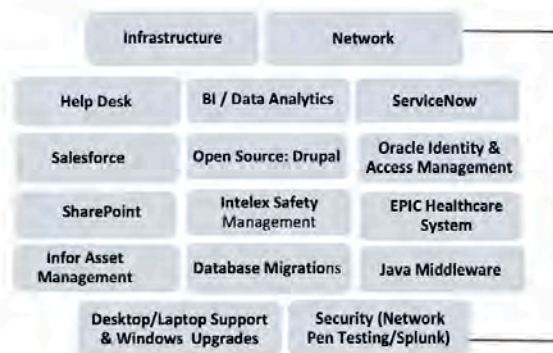 Infrastructure
Network
Help Desk
BI / Data Analytics
ServiceNow
Salesforce
Open Source: Drupal
Oracle Identity &
Access Management
SharePoint
Intelex Safety
Management
EPIC Healthcare
System
Infor Asset
Management
Database Migrations
Java Middleware
Desktop/Laptop Support
& Windows Upgrades
Security (Network
Pen Testing/Splunk)